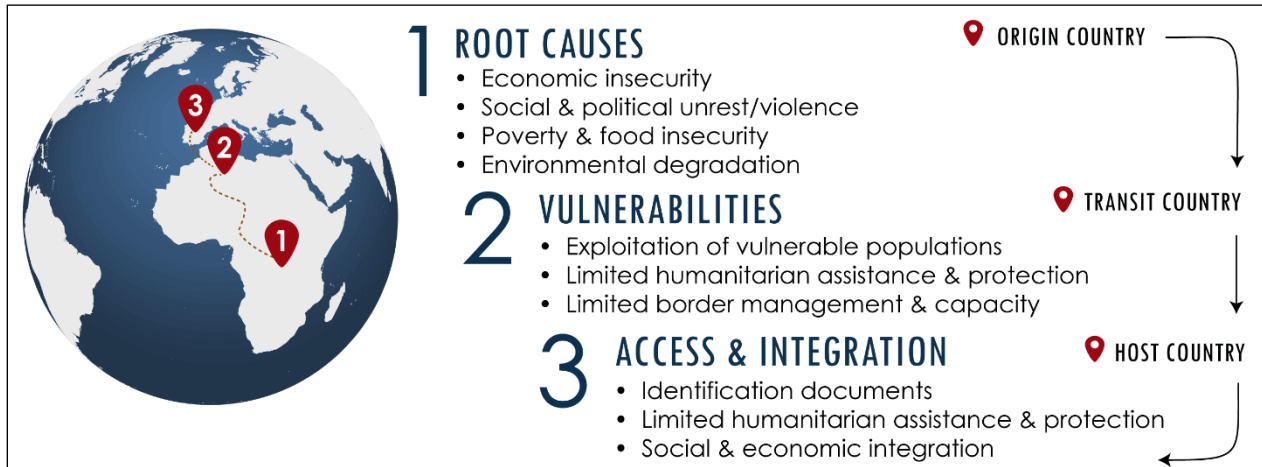 3
2
1
1 ROOT CAUSES
• Economic insecurity
• Social & political unrest/violence
• Poverty & food insecurity
• Environmental degradation
ORIGIN COUNTRY
2 VULNERABILITIES
• Exploitation of vulnerable populations
• Limited humanitarian assistance & protection
• Limited border management & capacity
TRANSIT COUNTRY
3 ACCESS & INTEGRATION
• Identification documents
• Limited humanitarian assistance & protection
• Social & economic integration
HOST COUNTRY